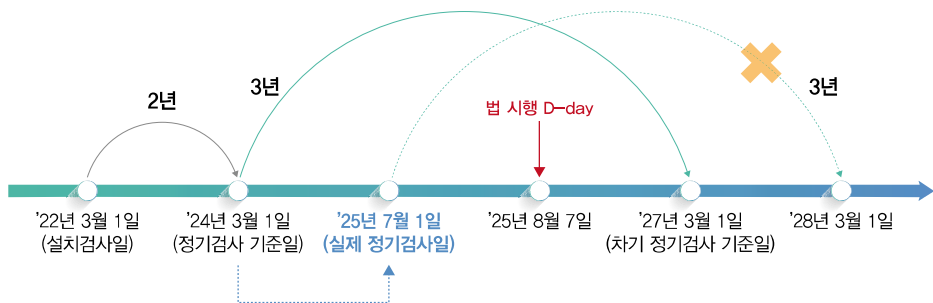 3년
2년
3년
법 시행 D-day
'22년 3월 1일
(설치검사일)
'24년 3월 1일
(정기검사 기준일)
'25년 7월 1일
(실제 정기검사일)
'25년 8월 7일
'27년 3월 1일
(차기 정기검사 기준일)
'28년 3월 1일